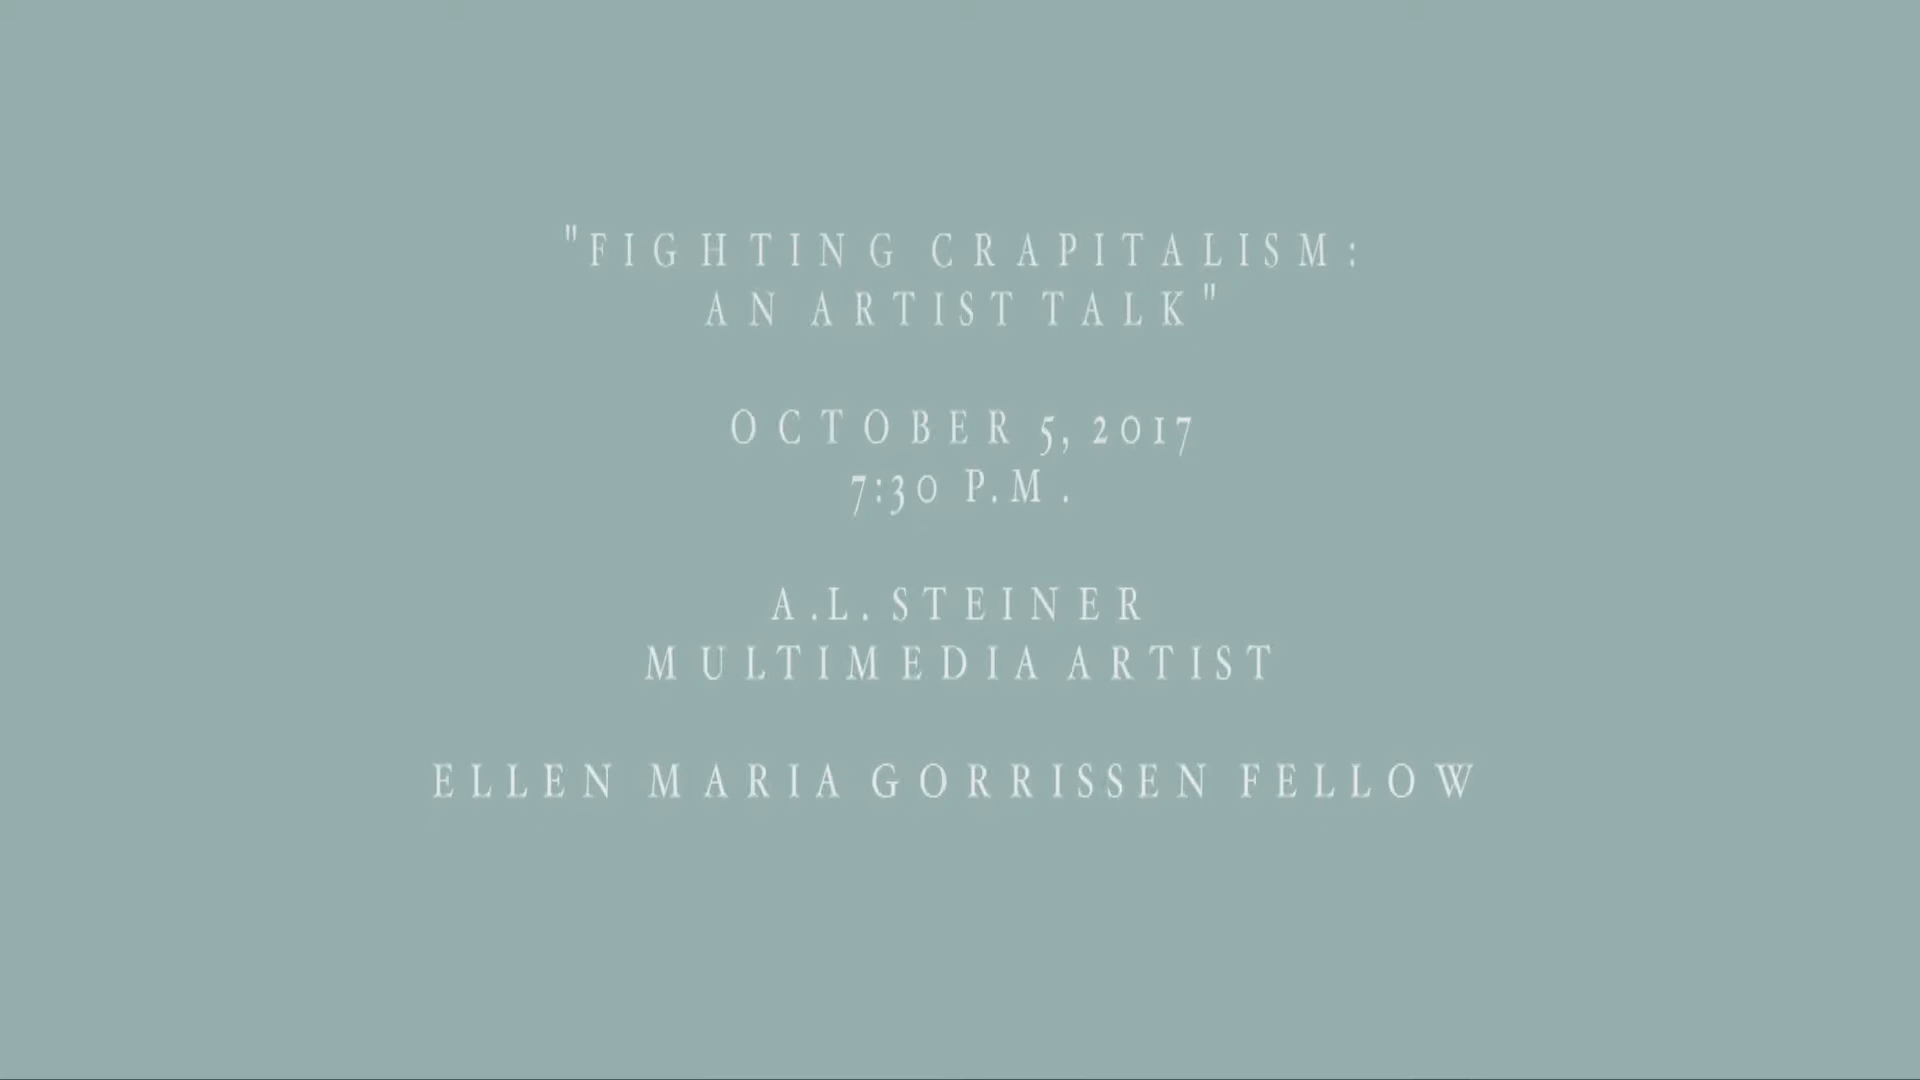 "FIGHTING CRAPITALISM:
AN ARTIST TALK"
OCTOBER 5, 2017
7:30 P.M.
A.L. STEINER
MULTIMEDIA ARTIST
ELLEN MARIA GORRISSEN FELLOW